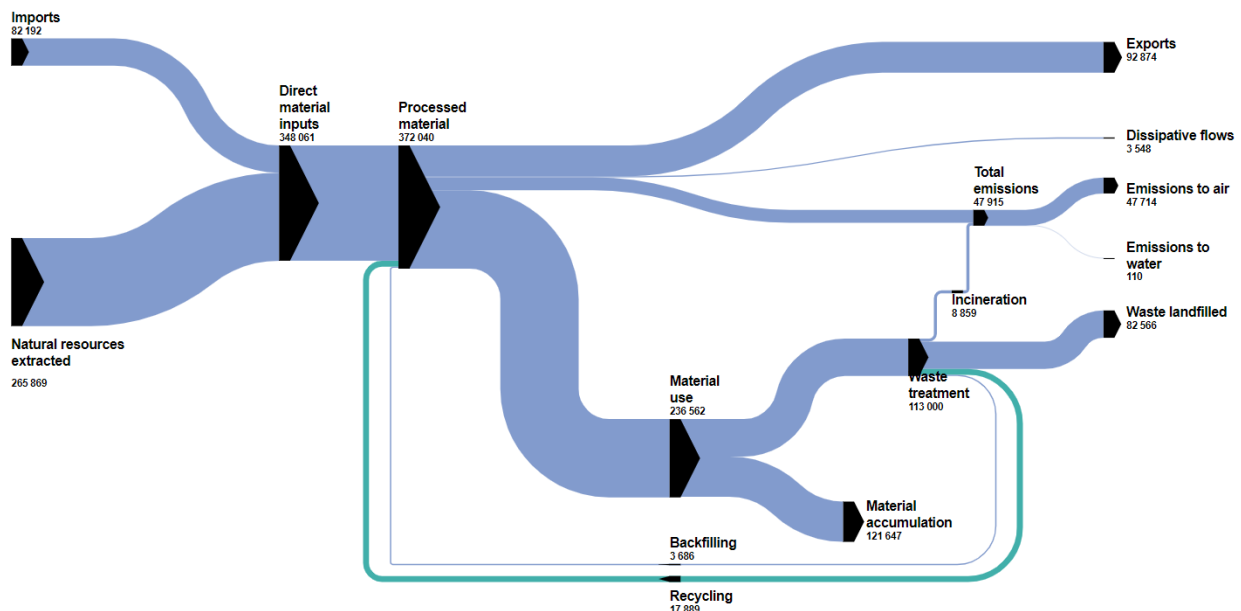 Imports
82 192
Natural resources
extracted
265 869
Direct
material
inputs
348 061
Processed
material
372 040
Exports
92 874
Dissipative flows
3 548
Total
emissions
47 915
Emissions to air
47 714
Emissions to
water
110
Incineration
8 859
Waste landfilled
82 566
Waste
treatment
113 000
Material
use
236 562
Material
accumulation
121 647
Backfilling
3 686
Recycling
17 889